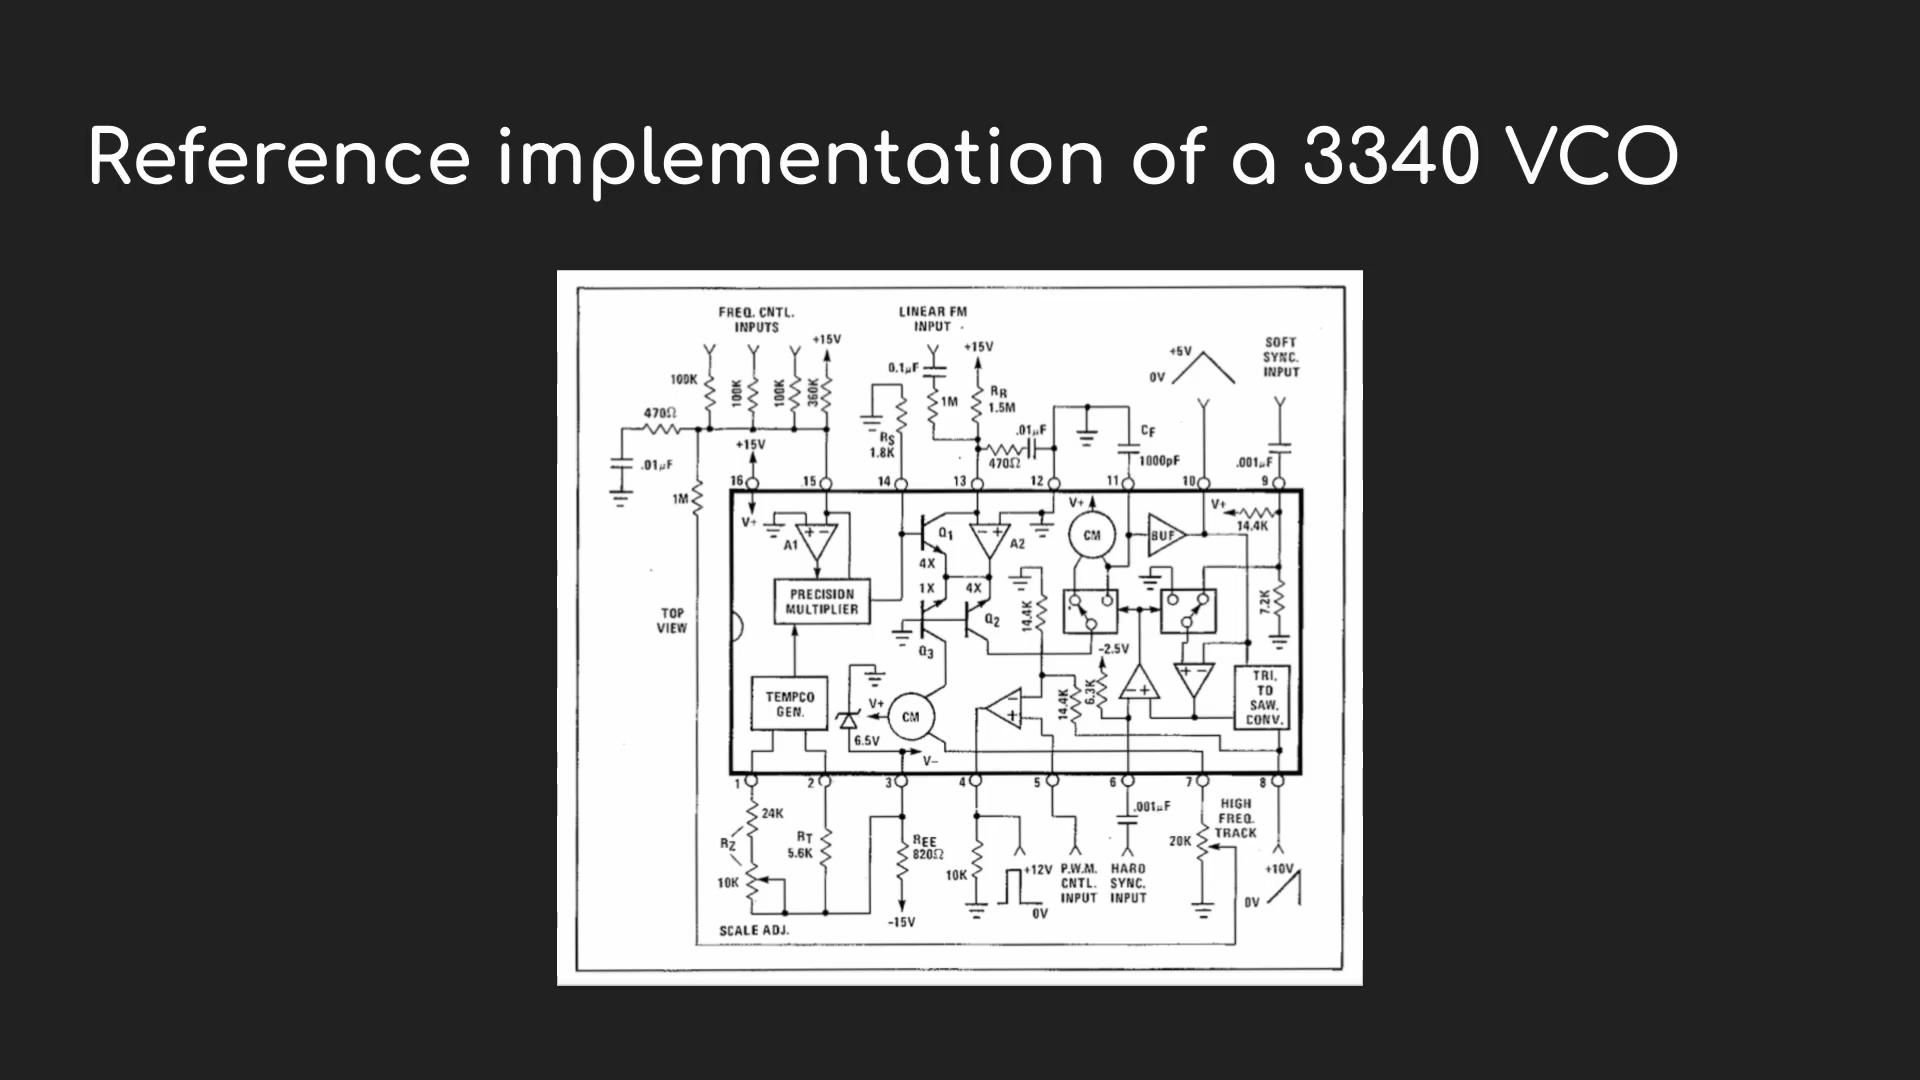 Reference implementation of a 3340 VCO
FREQ. CNTL.
INPUTS
LINEAR FM
INPUT
+15V
+15V
+5V
0V
SOFT
SYNC.
INPUT
100K
100K
100K
360K
0.1µF
1M
RR
1.5M
470Ω
.01µF
+15V
RS
1.8K
.01µF
470Ω
CF
1000pF
.001µF
1M
16
15
14
13
12
11
10
9
V+
A1
Q1
4X
A2
V+
CM
BUF
V+
14.4K
PRECISION
MULTIPLIER
1X
4X
Q2
Q3
14.4K
7.2K
TOP
VIEW
-2.5V
TEMPCO
GEN.
V+
CM
6.5V
V-
14.4K
6.3K
TRI.
TO
SAW.
CONV.
1
2
3
4
5
6
7
8
24K
RZ
10K
SCALE ADJ.
RT
5.6K
REE
820Ω
-15V
10K
+12V
0V
P.W.M.
CNTL.
INPUT
.001µF
HARD
SYNC.
INPUT
20K
HIGH
FREQ.
TRACK
+10V
0V